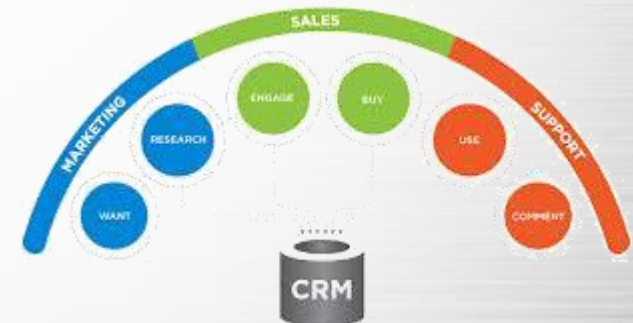 SALES
MARKETING
SUPPORT
WANT
RESEARCH
ENGAGE
BUY
USE
COMMENT
CRM